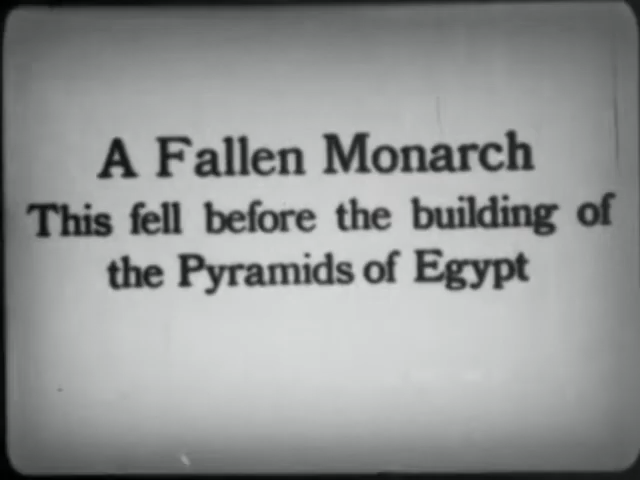 A Fallen Monarch
This fell before the building of
the Pyramids of Egypt